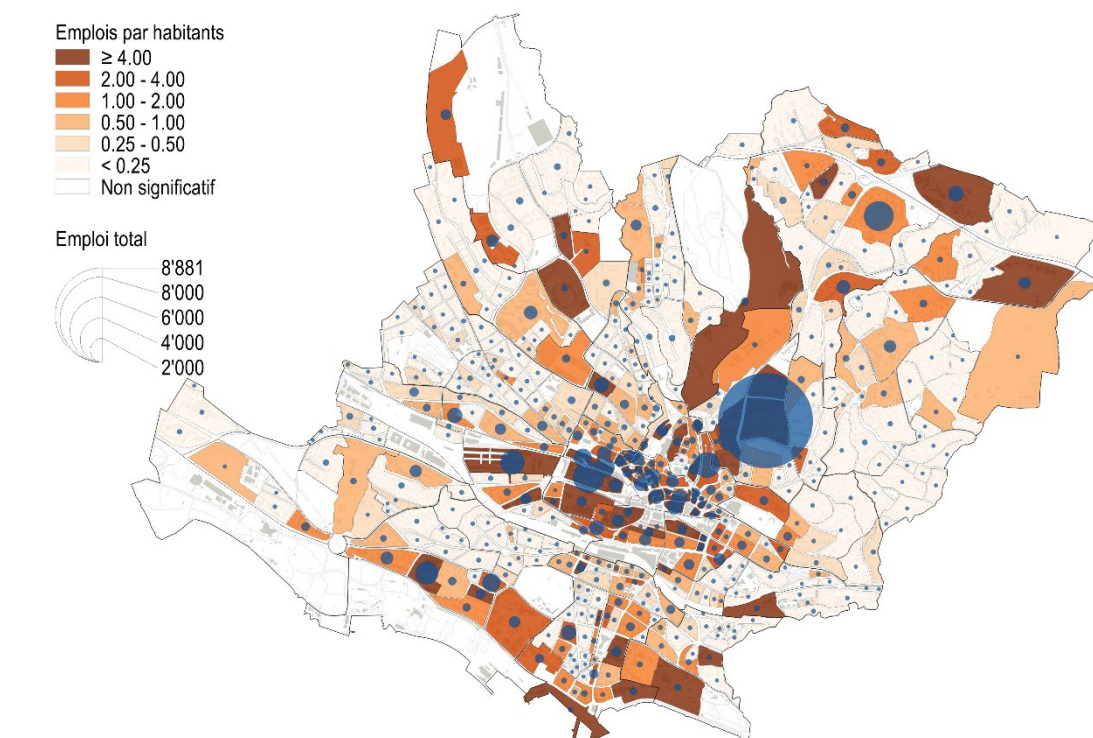 Emplois par habitants
≥ 4.00
2.00 - 4.00
1.00 - 2.00
0.50 - 1.00
0.25 - 0.50
< 0.25
Non significatif
Emploi total
8'881
8'000
6'000
4'000
2'000